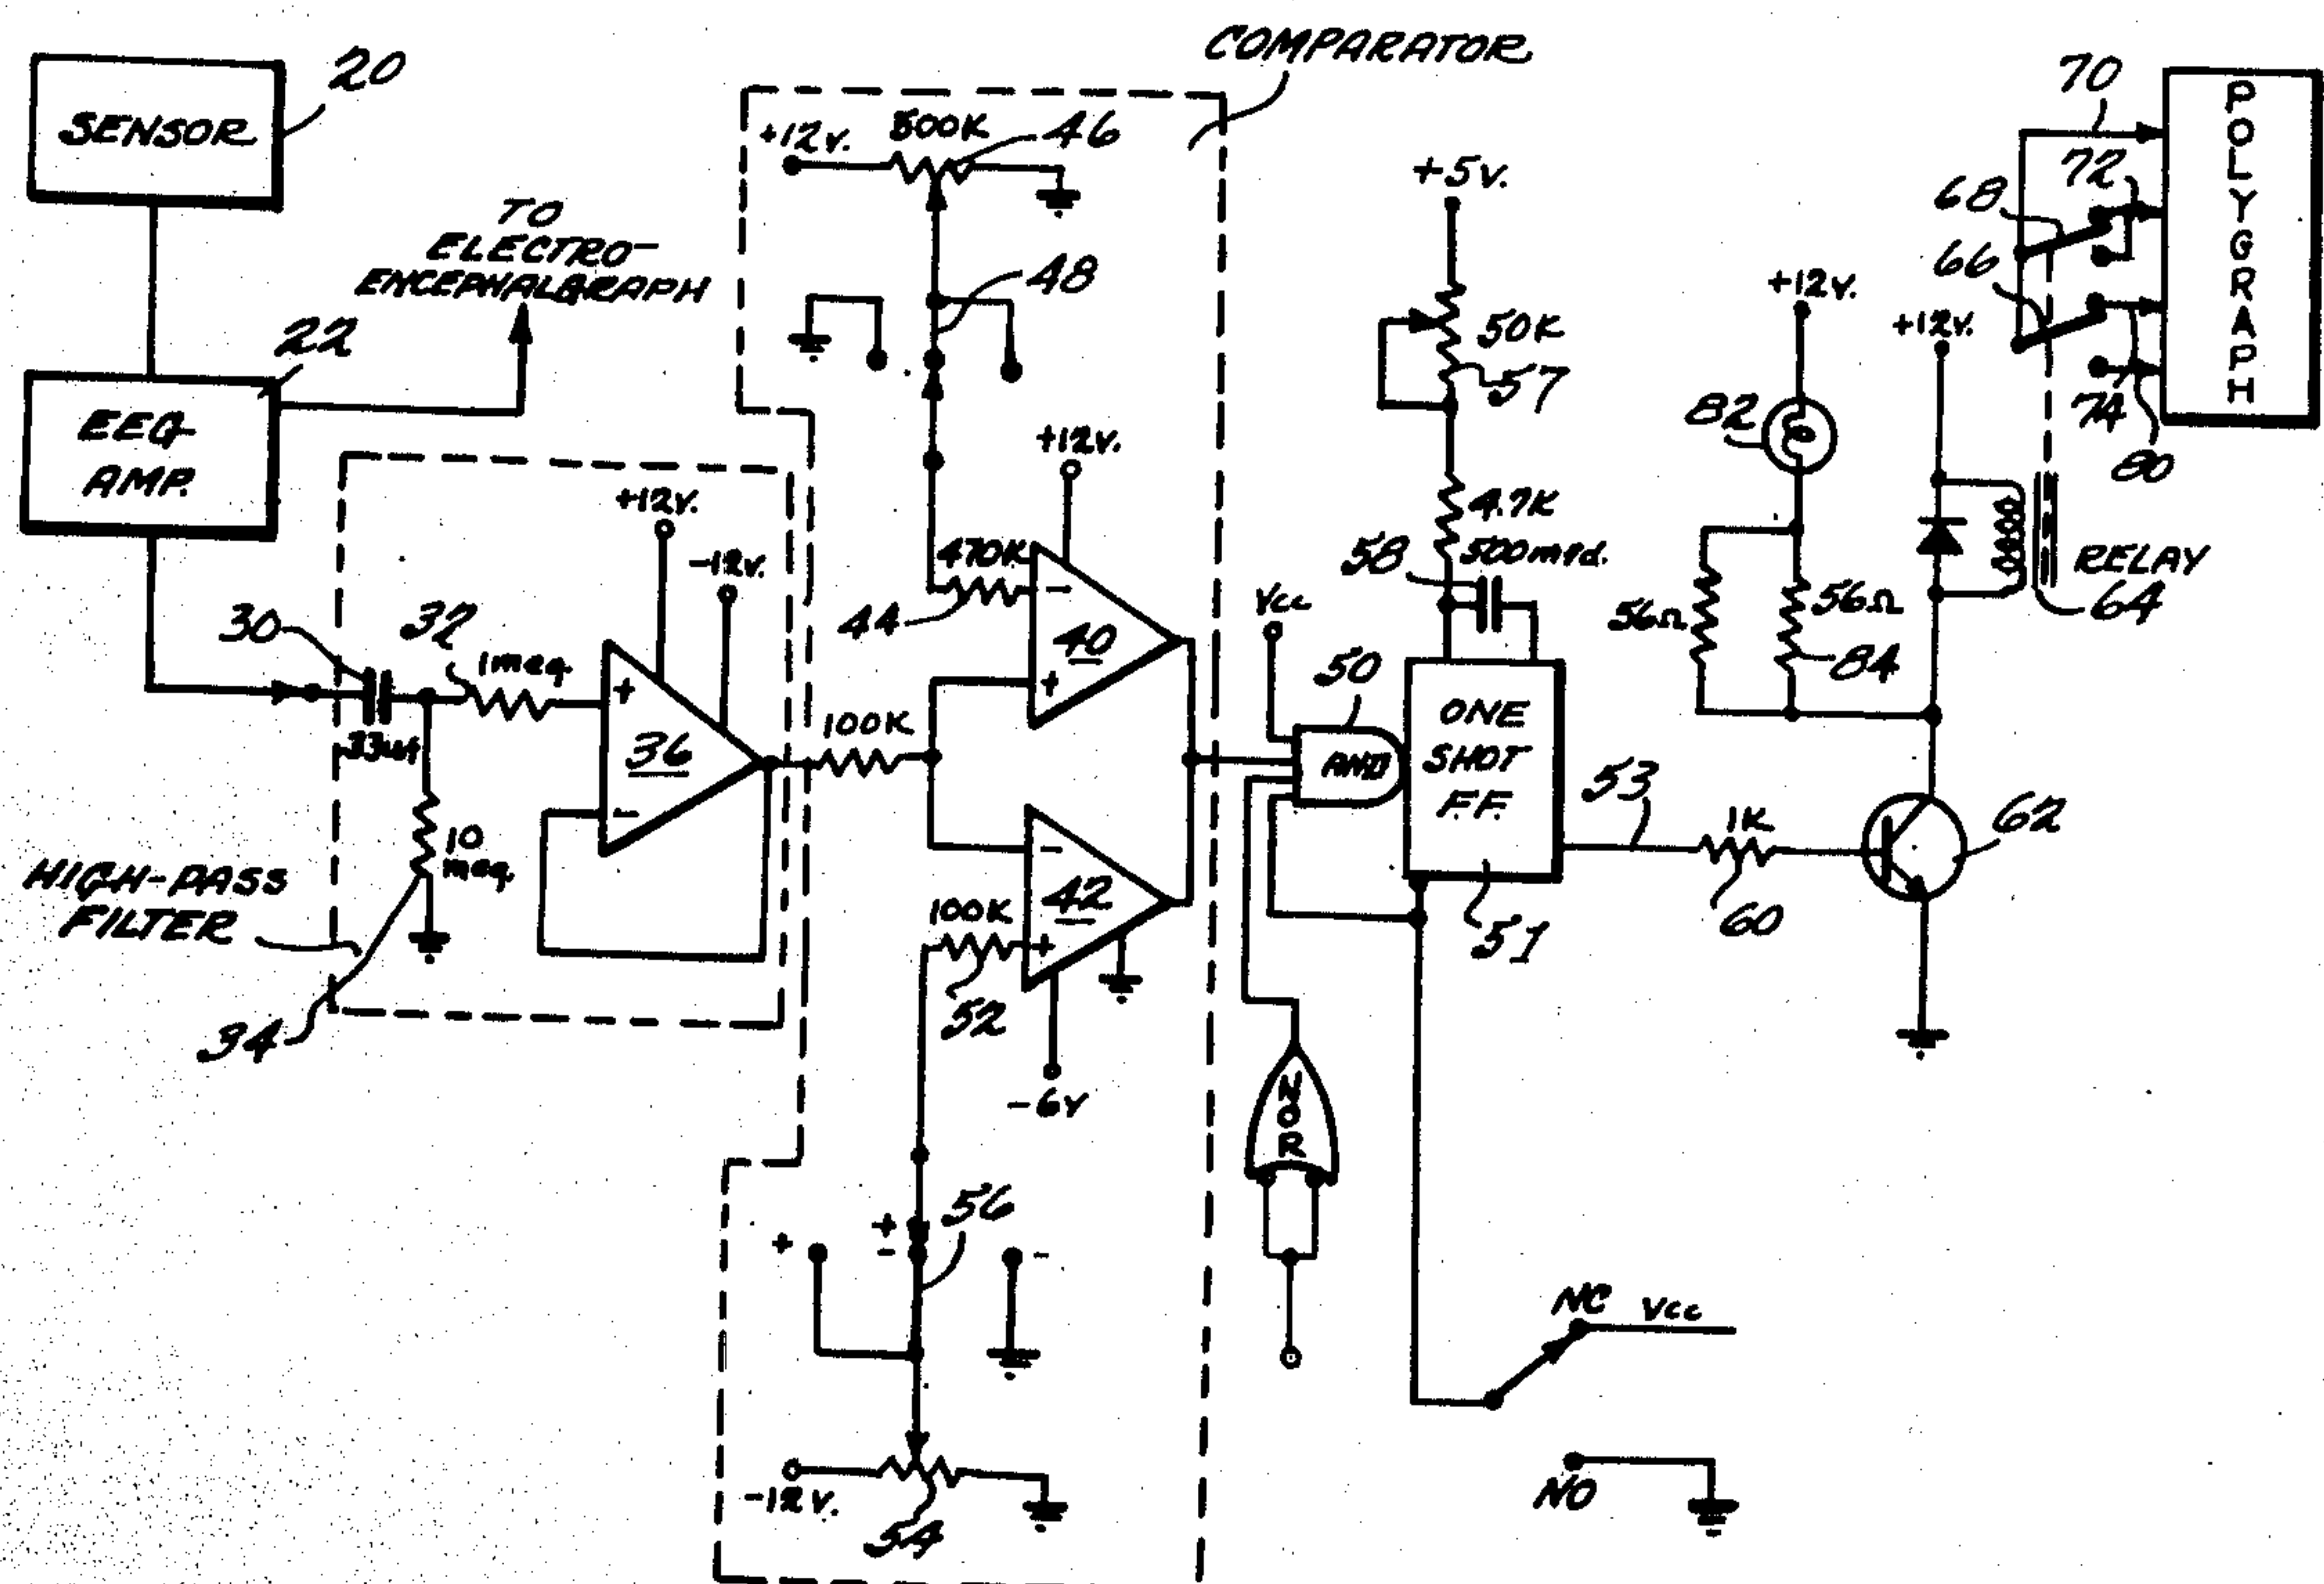 COMPARATOR
SENSOR
20
TO
ELECTRO-
ENCEPHALGRAPH
EEG
AMP.
22
+12v.
500K
46
48
+12v.
-12v.
30
32
1meg
.33uf
10
meg
34
HIGH-PASS
FILTER
36
100K
470K
44
+12v.
-
40
+
+
-
-
42
+
100K
52
-6v
+
+
-
-
56
-12v.
54
+5v.
50K
57
4.7K
58
500mfd.
Vcc
50
AND
ONE
SHOT
F.F.
51
53
1K
60
62
NOR
NC
Vcc
NO
+12v.
82
56Ω
56Ω
84
+12v.
RELAY
64
70
72
68
66
74
80
POLYGRAPH